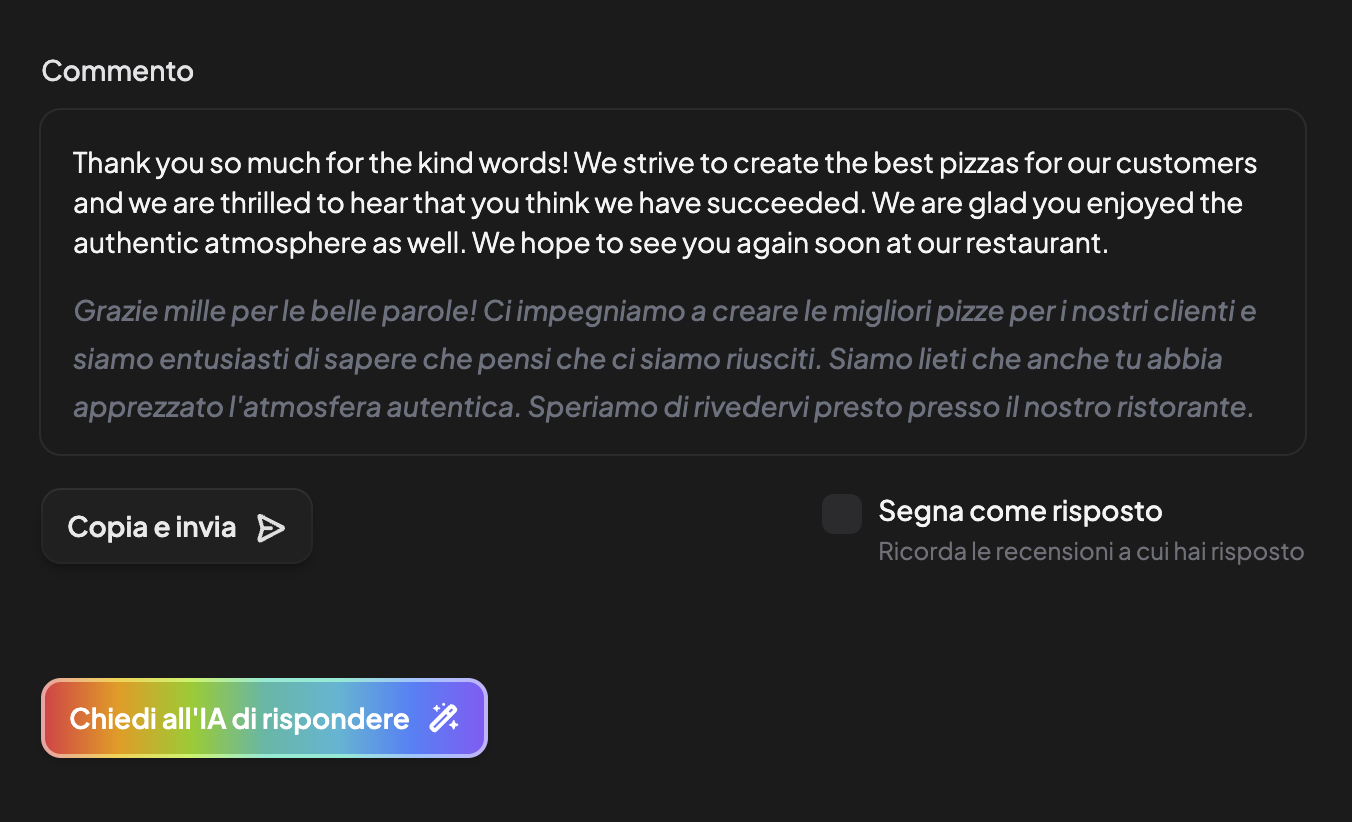 Commento
Thank you so much for the kind words! We strive to create the best pizzas for our customers
and we are thrilled to hear that you think we have succeeded. We are glad you enjoyed the
authentic atmosphere as well. We hope to see you again soon at our restaurant.
Grazie mille per le belle parole! Ci impegniamo a creare le migliori pizze per i nostri clienti e
siamo entusiasti di sapere che pensi che ci siamo riusciti. Siamo lieti che anche tu abbia
apprezzato l'atmosfera autentica. Speriamo di rivedervi presto presso il nostro ristorante.
Copia e invia
Segna come risposto
Ricorda le recensioni a cui hai risposto
Chiedi all'IA di rispondere